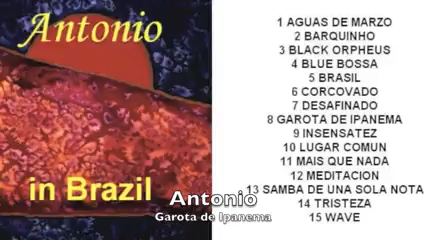 Antonio
in Brazil
1 AGUAS DE MARZO
2 BARQUINHO
3 BLACK ORPHEUS
4 BLUE BOSSA
5 BRASIL
6 CORCOVADO
7 DESAFINADO
8 GAROTA DE IPANEMA
9 INSENSATEZ
10 LUGAR COMUN
11 MAIS QUE NADA
12 MEDITACION
13 SAMBA DE UNA SOLA NOTA
14 TRISTEZA
15 WAVE
Antonio
Garota de Ipanema